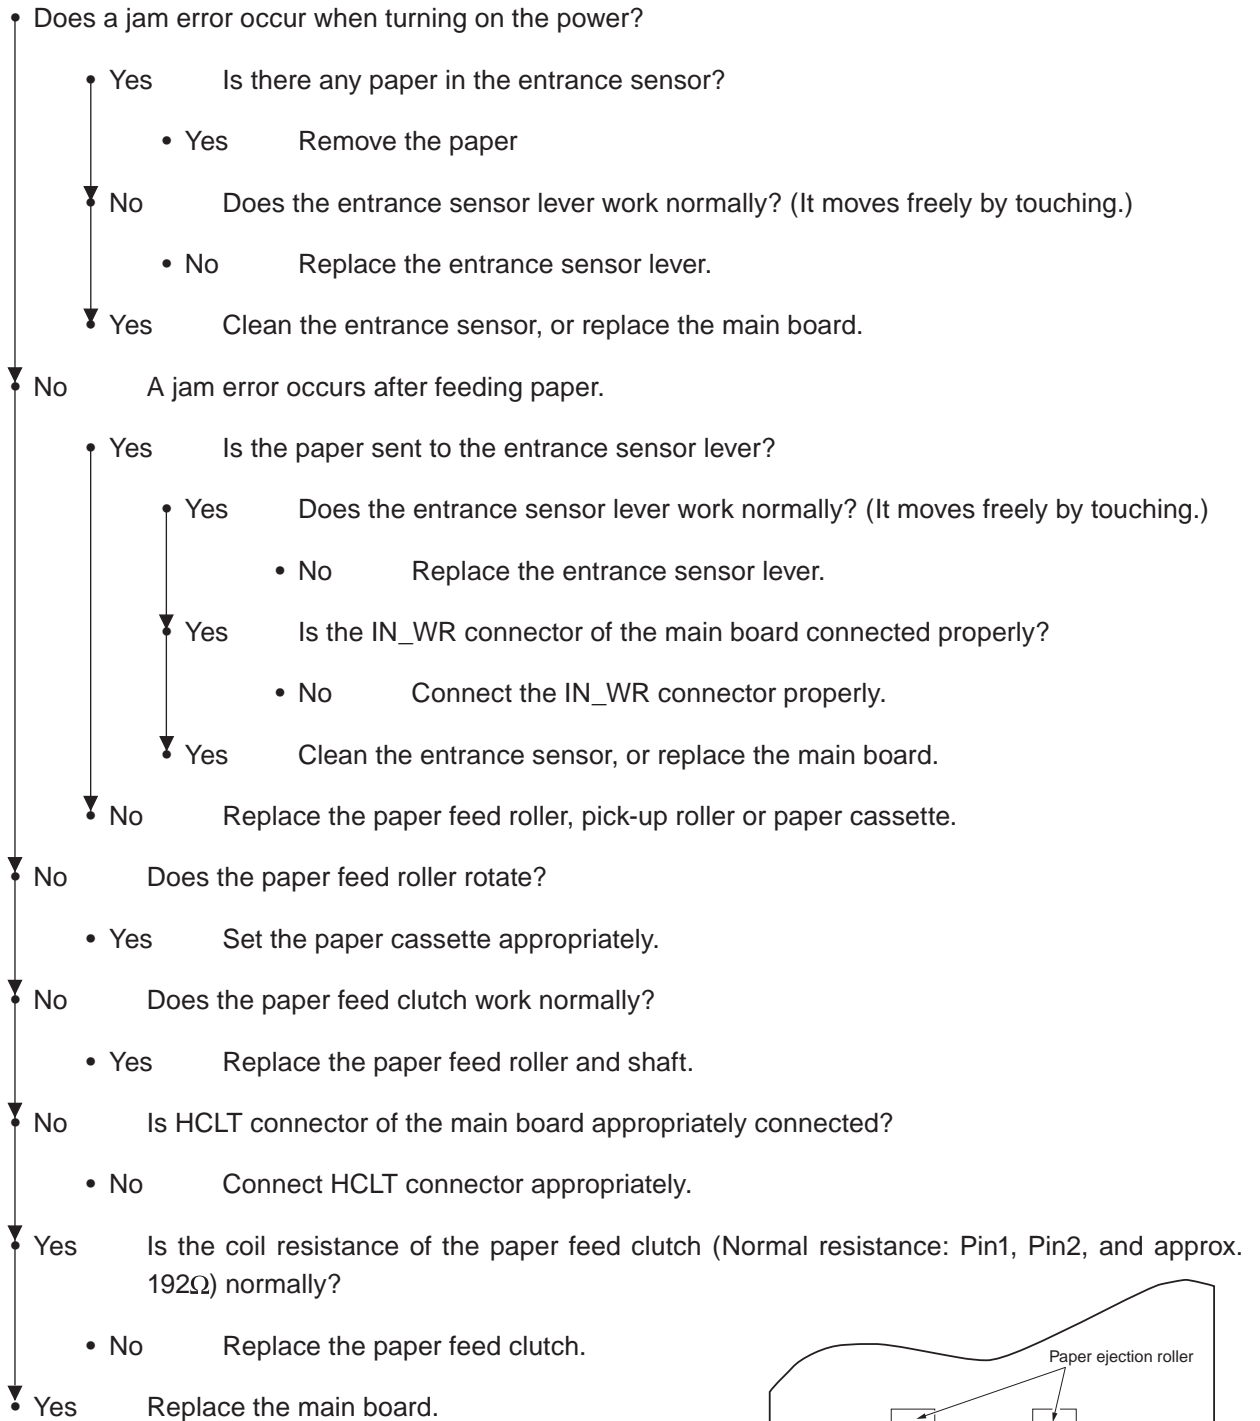 • Does a jam error occur when turning on the power?
• Yes Is there any paper in the entrance sensor?
• Yes Remove the paper
• No Does the entrance sensor lever work normally? (It moves freely by touching.)
• No Replace the entrance sensor lever.
• Yes Clean the entrance sensor, or replace the main board.
• No A jam error occurs after feeding paper.
• Yes Is the paper sent to the entrance sensor lever?
• Yes Does the entrance sensor lever work normally? (It moves freely by touching.)
• No Replace the entrance sensor lever.
• Yes Is the IN_WR connector of the main board connected properly?
• No Connect the IN_WR connector properly.
• Yes Clean the entrance sensor, or replace the main board.
• No Replace the paper feed roller, pick-up roller or paper cassette.
• No Does the paper feed roller rotate?
• Yes Set the paper cassette appropriately.
• No Does the paper feed clutch work normally?
• Yes Replace the paper feed roller and shaft.
• No Is HCLT connector of the main board appropriately connected?
• No Connect HCLT connector appropriately.
• Yes Is the coil resistance of the paper feed clutch (Normal resistance: Pin1, Pin2, and approx.
192Ω) normally?
• No Replace the paper feed clutch.
Paper ejection roller
• Yes Replace the main board.